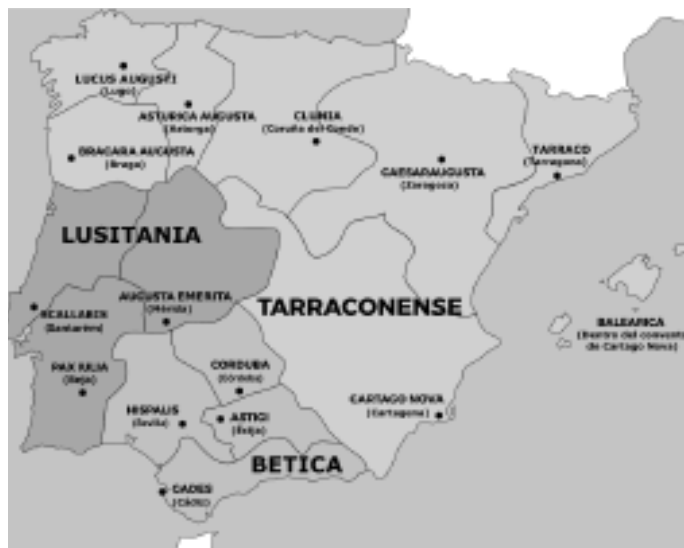 LUCUS AUGUSTI
(Lugo)
ASTURICA AUGUSTA
(Astorga)
CLUNIA
(Coruña del Conde)
BRACARA AUGUSTA
(Braga)
CAESARAUGUSTA
(Zaragoza)
TARRACO
(Tarragona)
LUSITANIA
SCALLABIS
(Santarém)
AUGUSTA EMERITA
(Mérida)
TARRACONENSE
BALEARICA
(Dentro del convento
de Cartago Nova)
PAX IULIA
(Beja)
CORDUBA
(Córdoba)
HISPALIS
(Sevilla)
ASTIGI
(Écija)
CARTAGO NOVA
(Cartagena)
BETICA
GADES
(Cádiz)